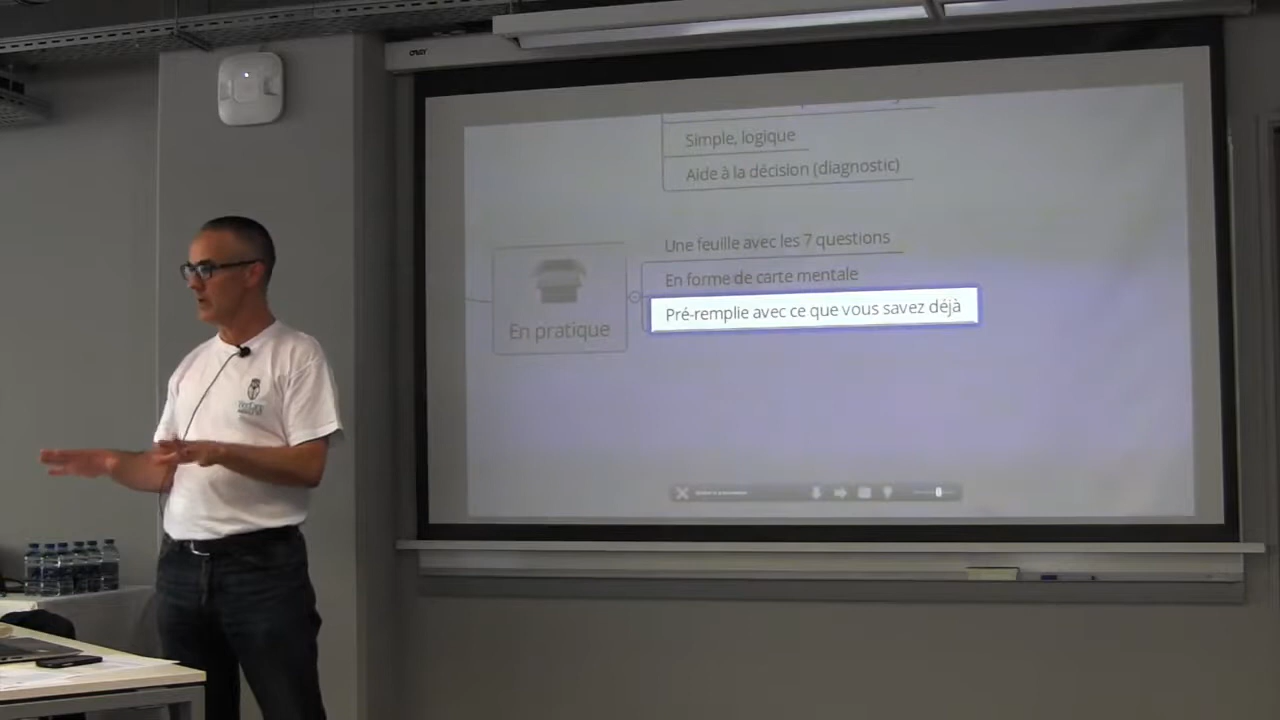 Simple, logique
Aide à la décision (diagnostic)
Une feuille avec les 7 questions
En forme de carte mentale
En pratique
Pré-remplie avec ce que vous savez déjà